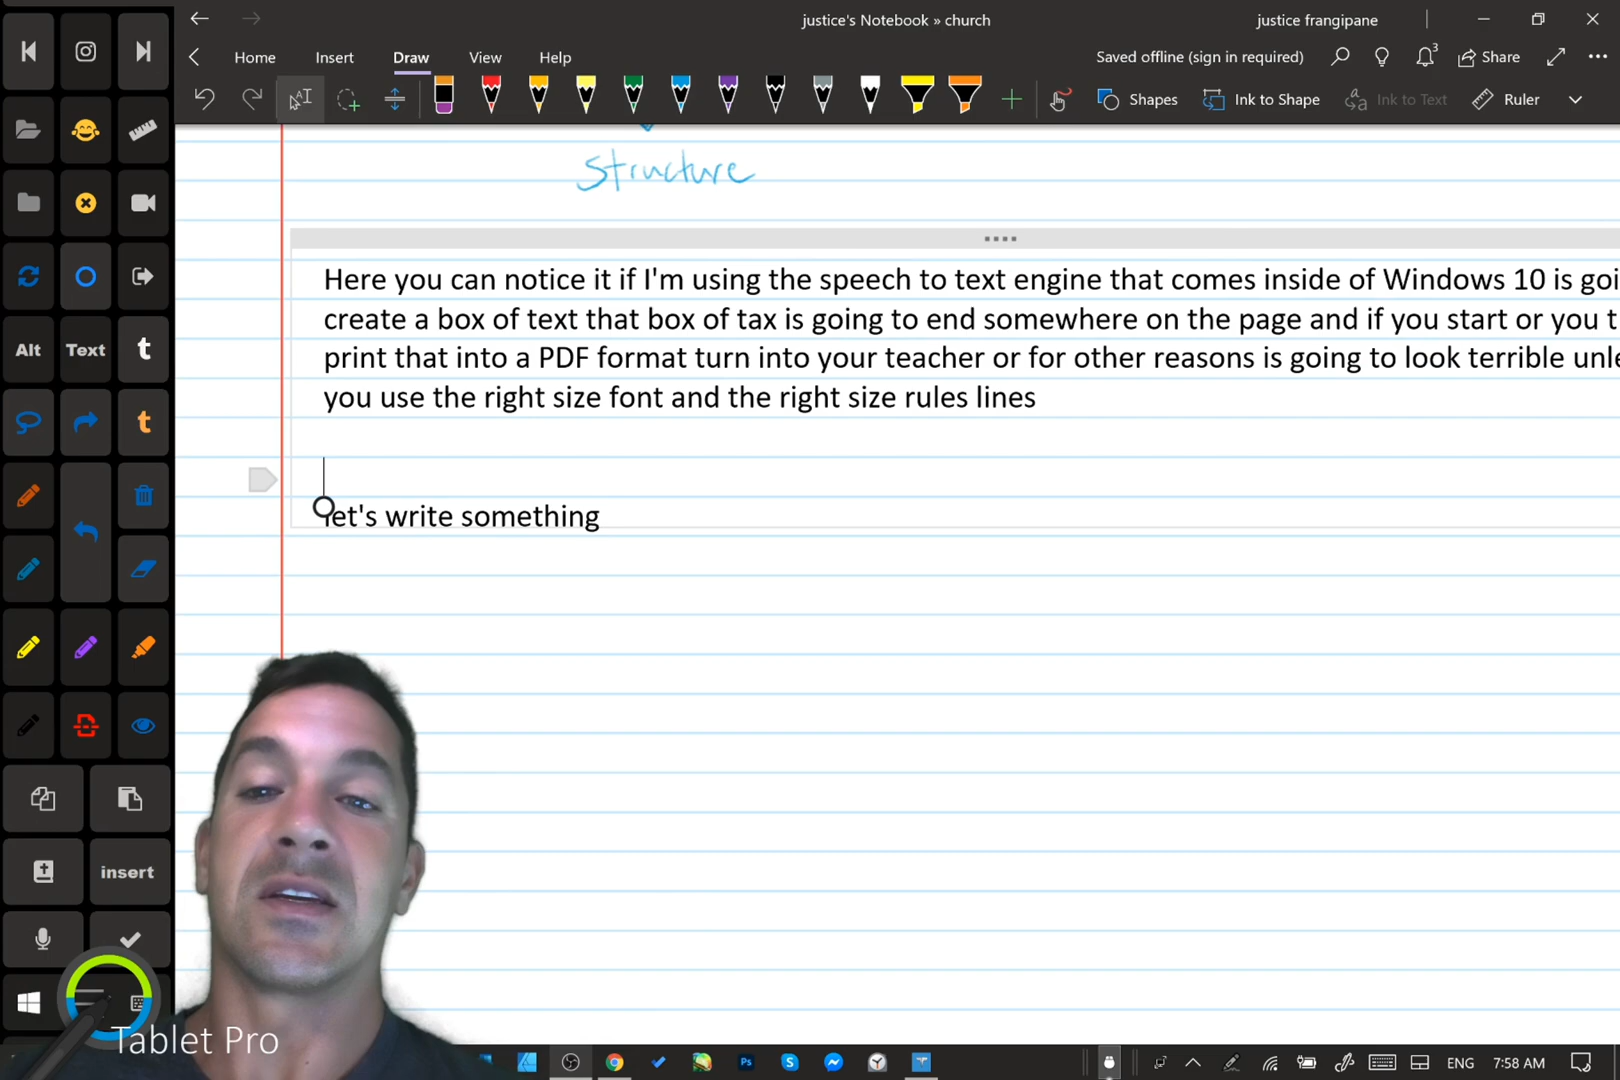 justice's Notebook » church
justice frangipane
Home Insert Draw View Help
Saved offline (sign in required)
3
Share
Shapes
Ink to Shape
Ink to Text
Ruler
Structure
Here you can notice it if I'm using the speech to text engine that comes inside of Windows 10 is goi
create a box of text that box of tax is going to end somewhere on the page and if you start or you t
print that into a PDF format turn into your teacher or for other reasons is going to look terrible unle
you use the right size font and the right size rules lines
let's write something
Alt Text t
t
insert
Tablet Pro
Ps
ENG 7:58 AM